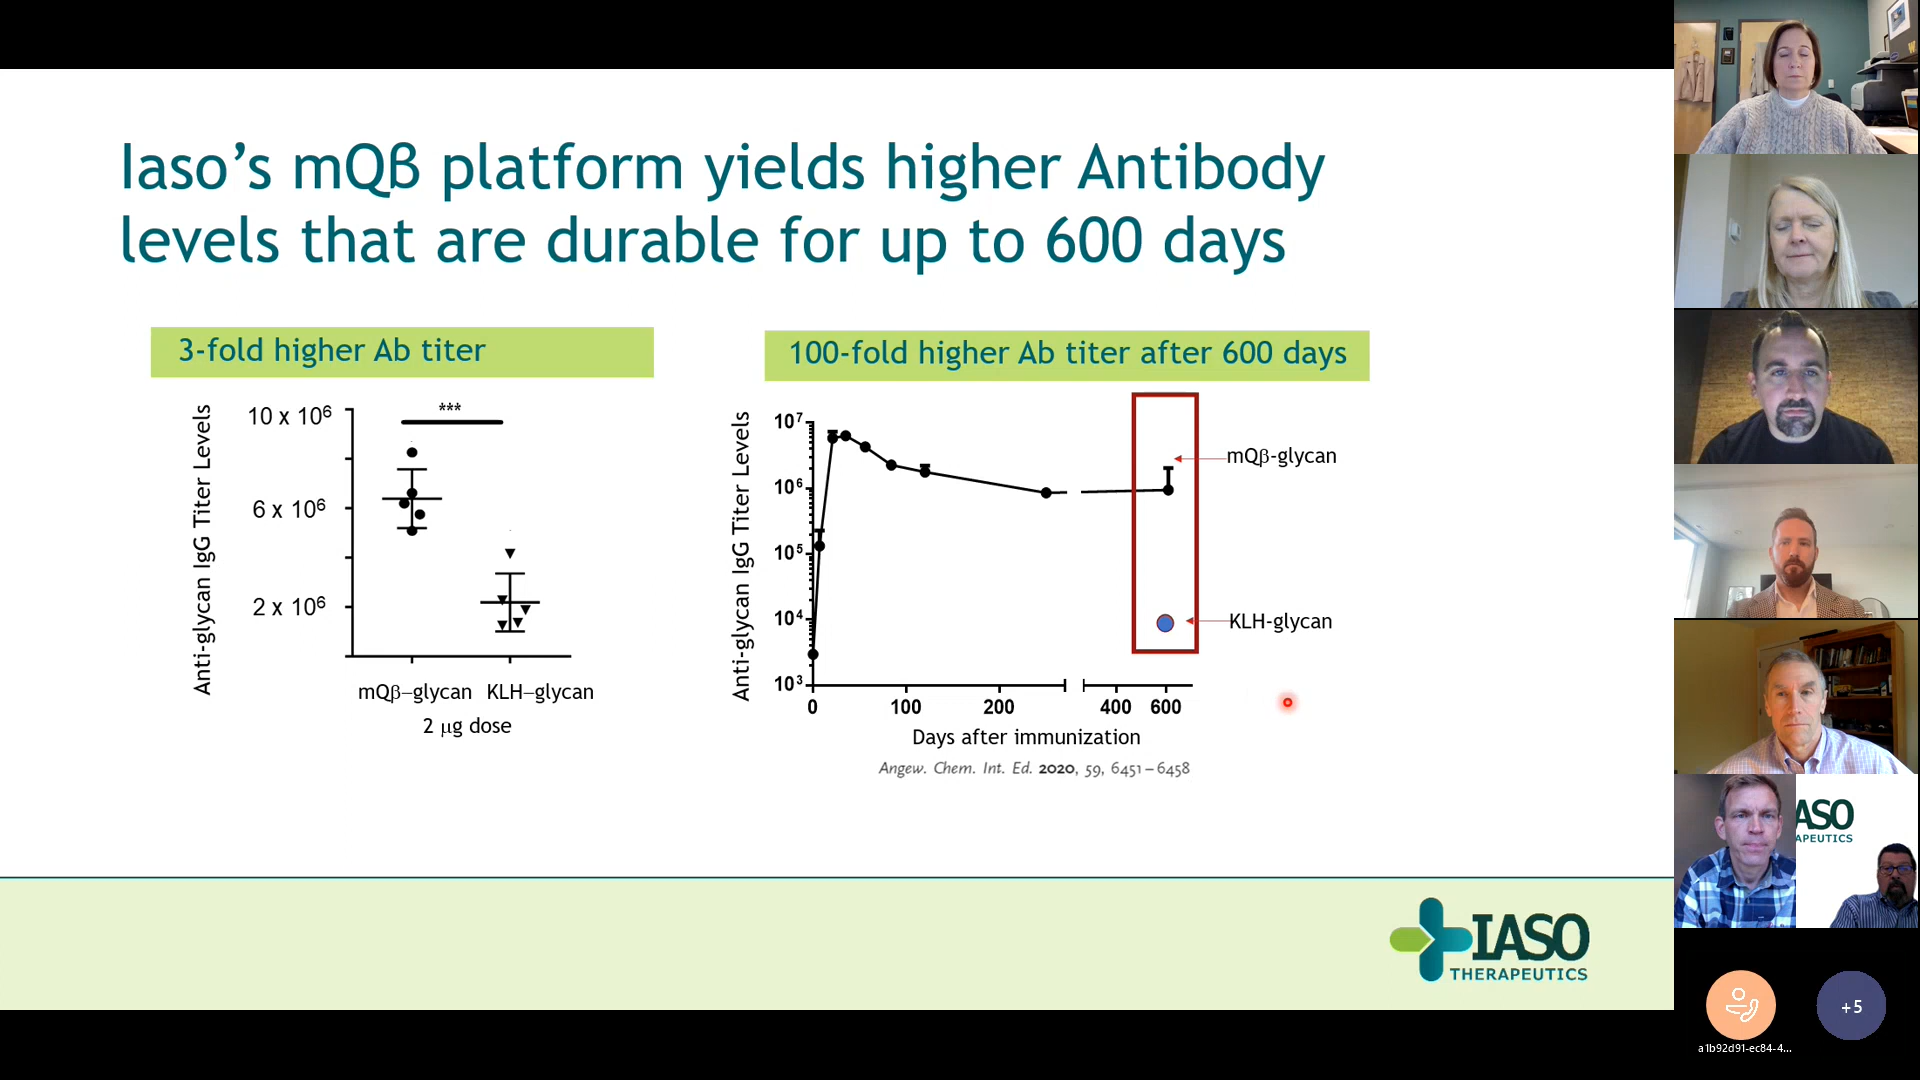 Iaso’s mQβ platform yields higher Antibody
levels that are durable for up to 600 days
3-fold higher Ab titer
Anti-glycan IgG Titer Levels
10 x 10⁶
6 x 10⁶
2 x 10⁶
***
mQβ–glycan KLH–glycan
2 µg dose
100-fold higher Ab titer after 600 days
Anti-glycan IgG Titer Levels
10⁷
10⁶
10⁵
10⁴
10³
0 100 200 400 600
mQβ-glycan
KLH-glycan
Days after immunization
Angew. Chem. Int. Ed. 2020, 59, 6451–6458
IASO
THERAPEUTICS
W
IASO
APEUTICS
+5
a1b92d91-ec84-4...